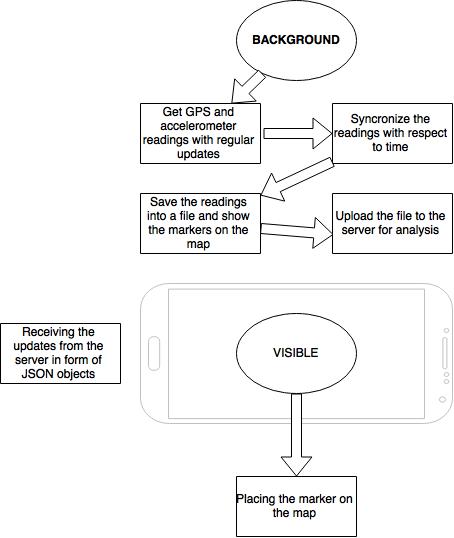 BACKGROUND
Get GPS and
accelerometer
readings with regular
updates
Syncronize the
readings with respect
to time
Save the readings
into a file and show
the markers on the
map
Upload the file to the
server for analysis
Receiving the
updates from the
server in form of
JSON objects
VISIBLE
Placing the marker on
the map